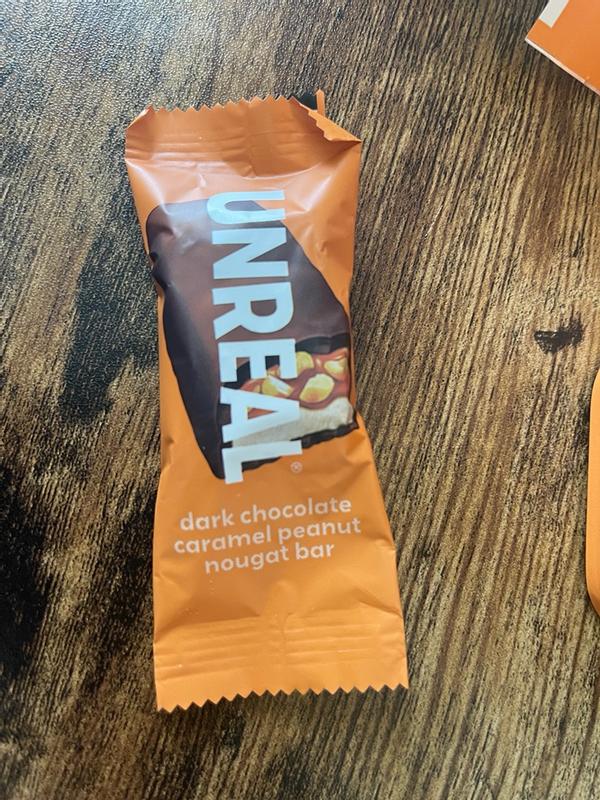 UNREAL®
dark chocolate
caramel peanut
nougat bar